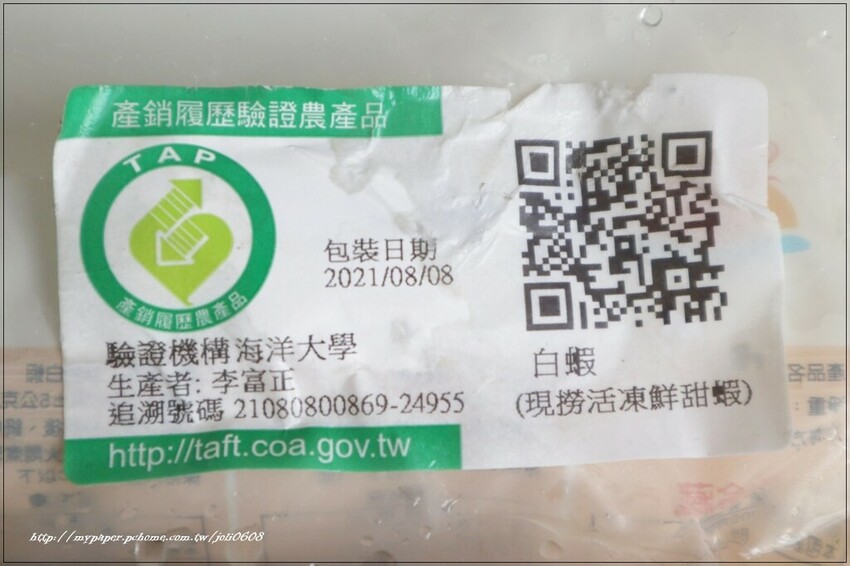 產銷履歷驗證農產品
TAP
產銷履歷農產品
包裝日期
2021/08/08
驗證機構 海洋大學
生產者: 李富正
追溯號碼 21080800869-24955
http://taft.coa.gov.tw
白蝦
(現撈活凍鮮甜蝦)
產品名
http://mypaper.pchome.com.tw/joli0608